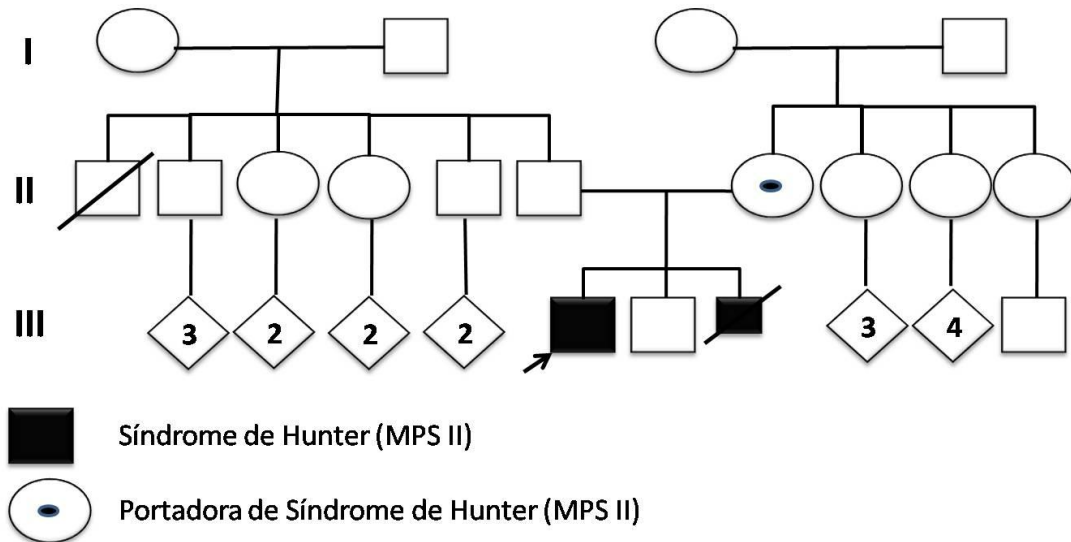 I
II
III
3 2 2 2 3 4
Síndrome de Hunter (MPS II)
Portadora de Síndrome de Hunter (MPS II)